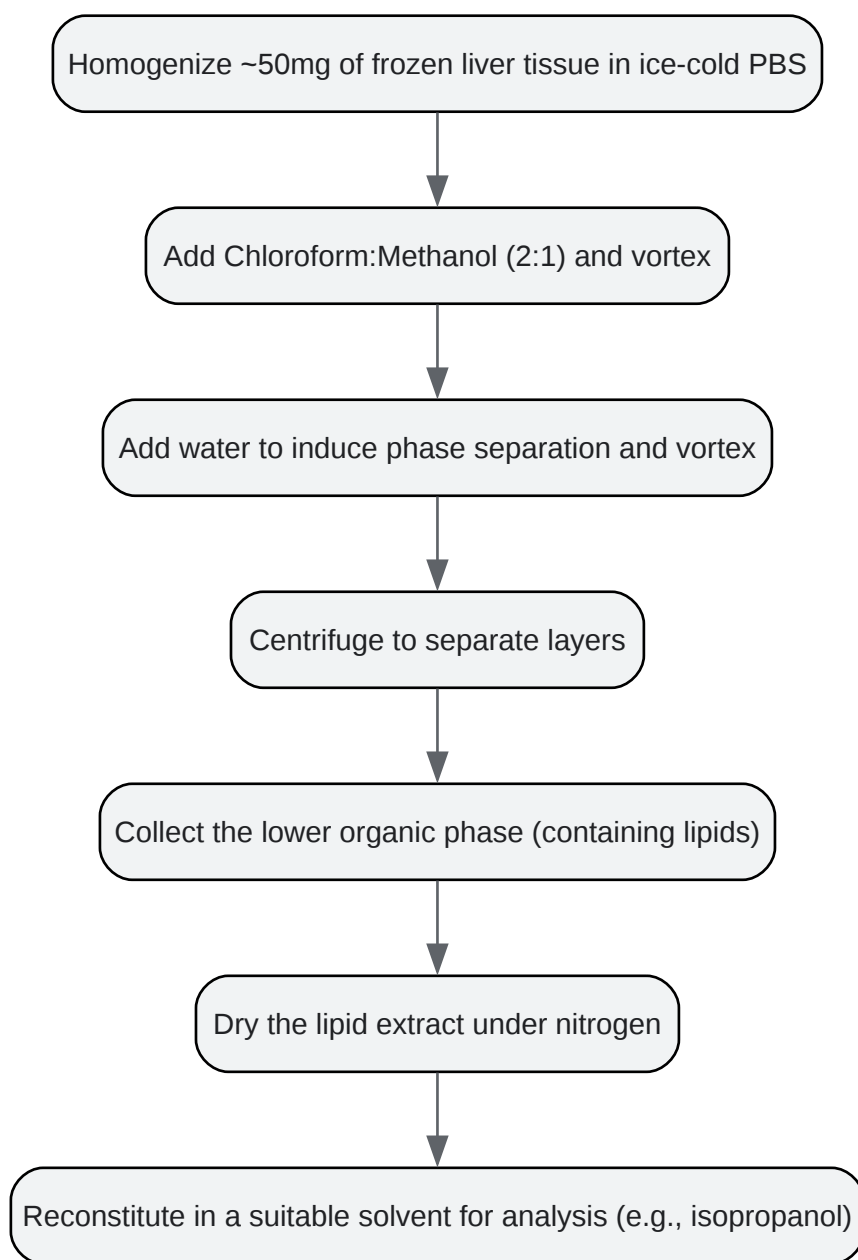 Homogenize ~50mg of frozen liver tissue in ice-cold PBS
Add Chloroform:Methanol (2:1) and vortex
Add water to induce phase separation and vortex
Centrifuge to separate layers
Collect the lower organic phase (containing lipids)
Dry the lipid extract under nitrogen
Reconstitute in a suitable solvent for analysis (e.g., isopropanol)